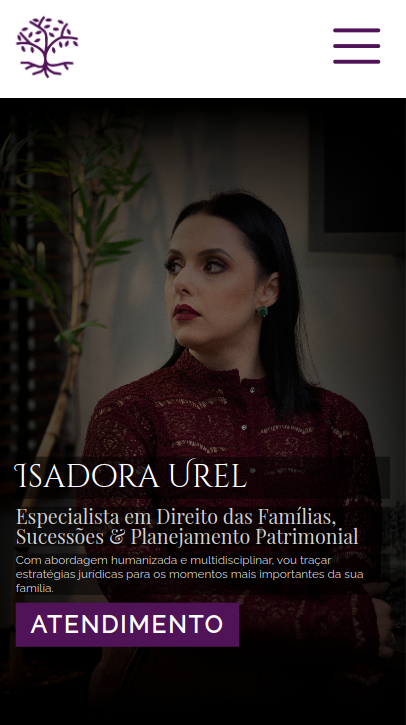 Isadora Urel
Especialista em Direito das Famílias,
Sucessões & Planejamento Patrimonial
Com abordagem humanizada e multidisciplinar, vou traçar
estratégias jurídicas para os momentos mais importantes da sua
família.
ATENDIMENTO